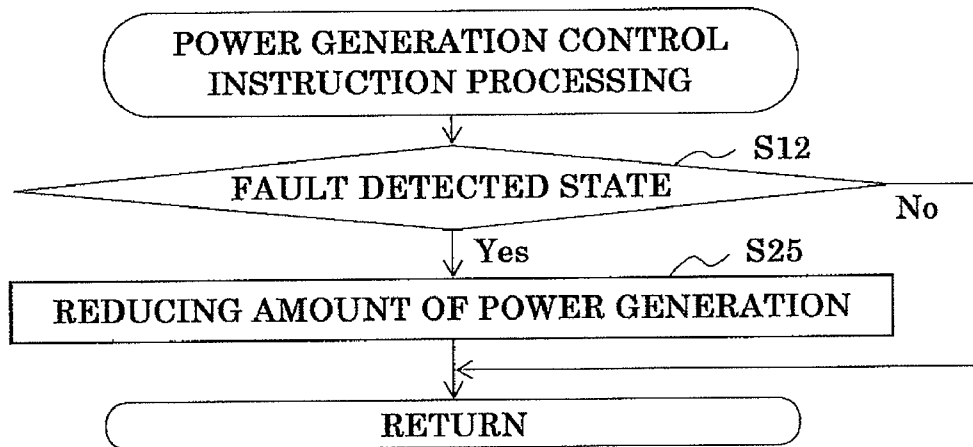 POWER GENERATION CONTROL
INSTRUCTION PROCESSING
S12
FAULT DETECTED STATE
No
Yes
S25
REDUCING AMOUNT OF POWER GENERATION
RETURN